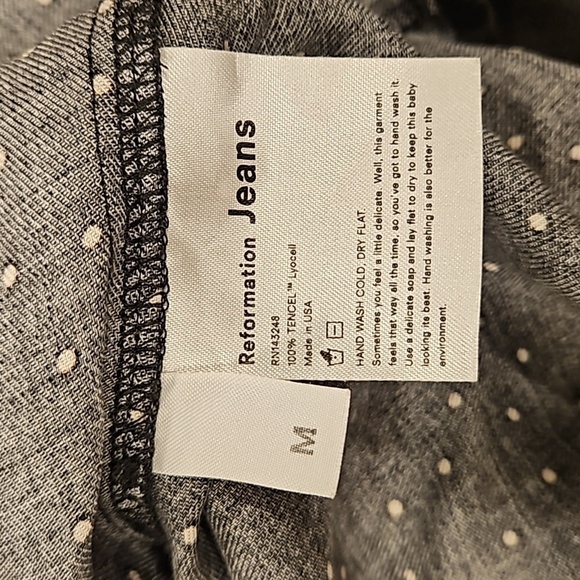 Reformation Jeans
RN143248
100% TENCEL™ Lyocell
Made in USA
HAND WASH COLD, DRY FLAT
Sometimes you feel a little delicate. Well, this garment
feels that way all the time, so you've got to hand wash it.
Use a delicate soap and lay flat to dry to keep this baby
looking its best. Hand washing is also better for the
environment.
M